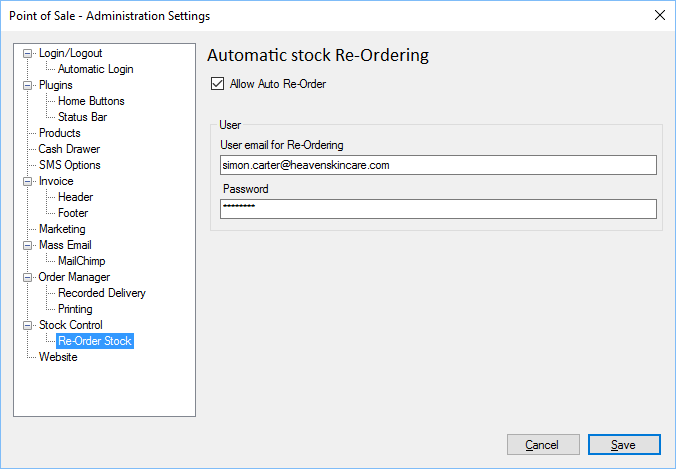 Point of Sale - Administration Settings
Login/Logout
Automatic Login
Plugins
Home Buttons
Status Bar
Products
Cash Drawer
SMS Options
Invoice
Header
Footer
Marketing
Mass Email
MailChimp
Order Manager
Recorded Delivery
Printing
Stock Control
Re-Order Stock
Website
Automatic stock Re-Ordering
Allow Auto Re-Order
User
User email for Re-Ordering
simon.carter@heavenskincare.com
Password
********
Cancel
Save